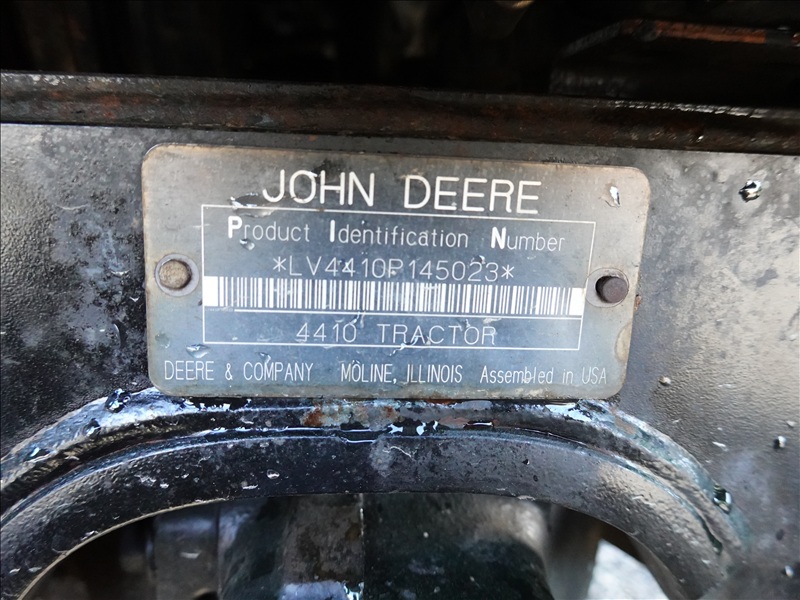 JOHN DEERE
Product Identification Number
*LV4410P145023*
4410 TRACTOR
DEERE & COMPANY MOLINE, ILLINOIS Assembled in USA